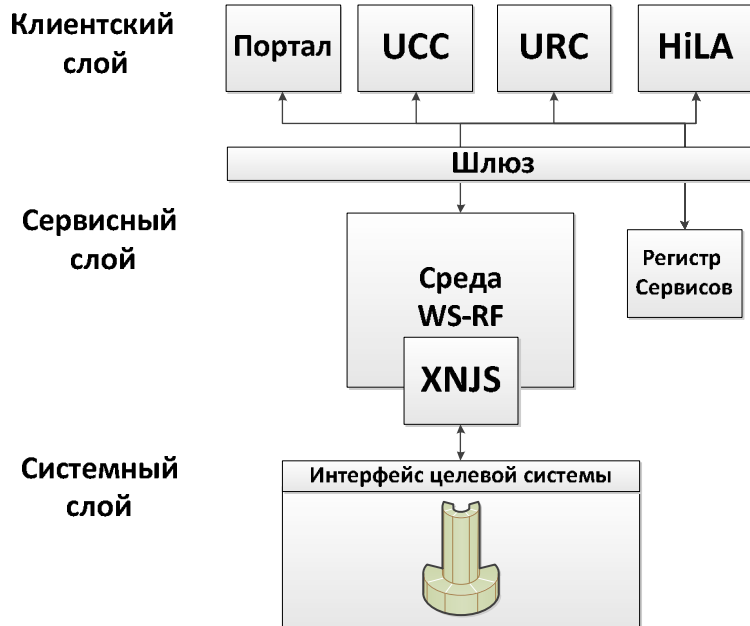 Клиентский
слой
Портал
UCC
URC
HiLA
Шлюз
Сервисный
слой
Среда
WS-RF
Регистр
Сервисов
XNJS
Системный
слой
Интерфейс целевой системы